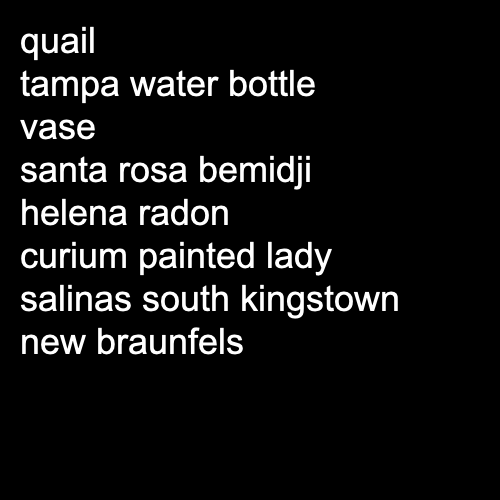 quail
tampa water bottle
vase
santa rosa bemidji
helena radon
curium painted lady
salinas south kingstown
new braunfels